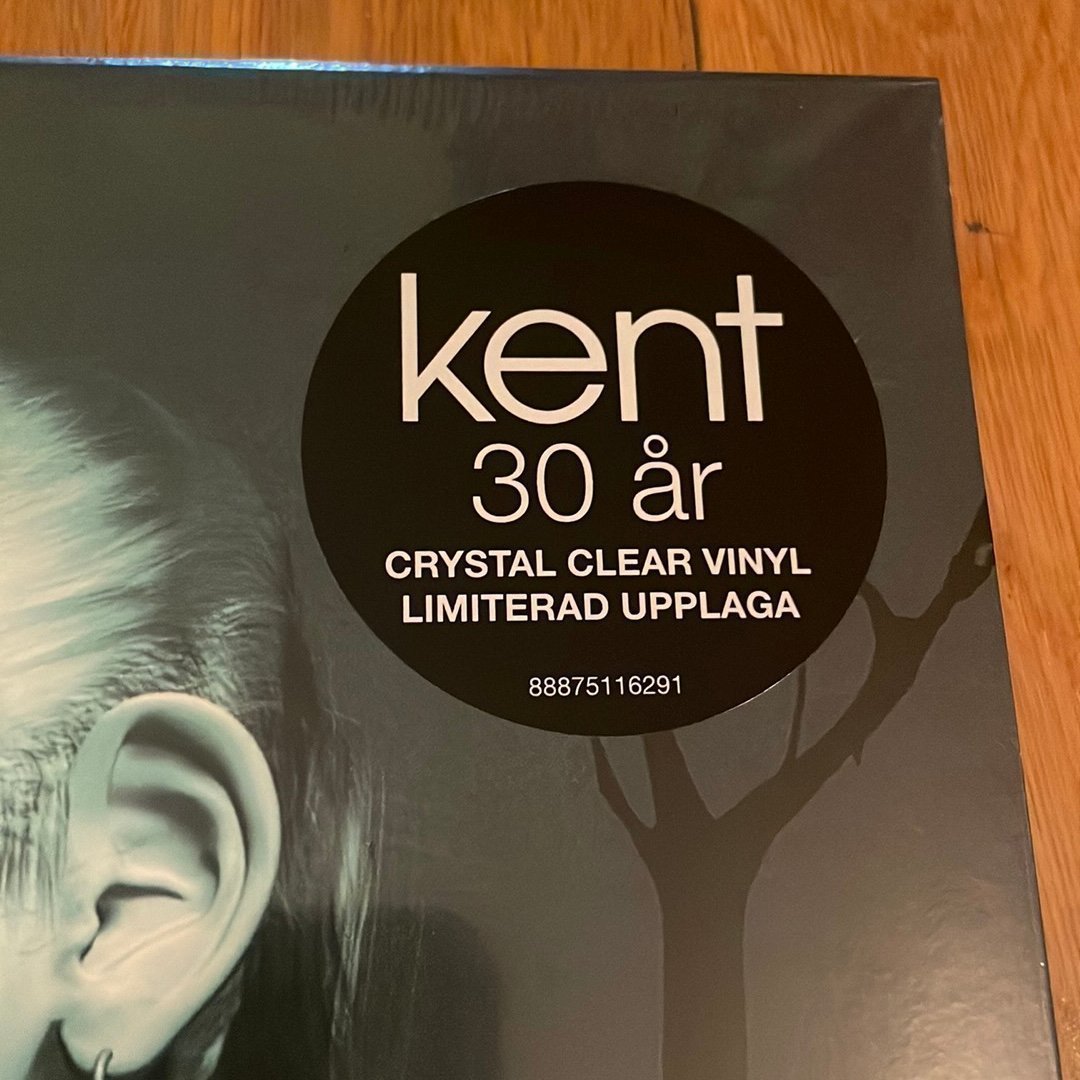 kent
30 år
CRYSTAL CLEAR VINYL
LIMITERAD UPPLAGA
88875116291